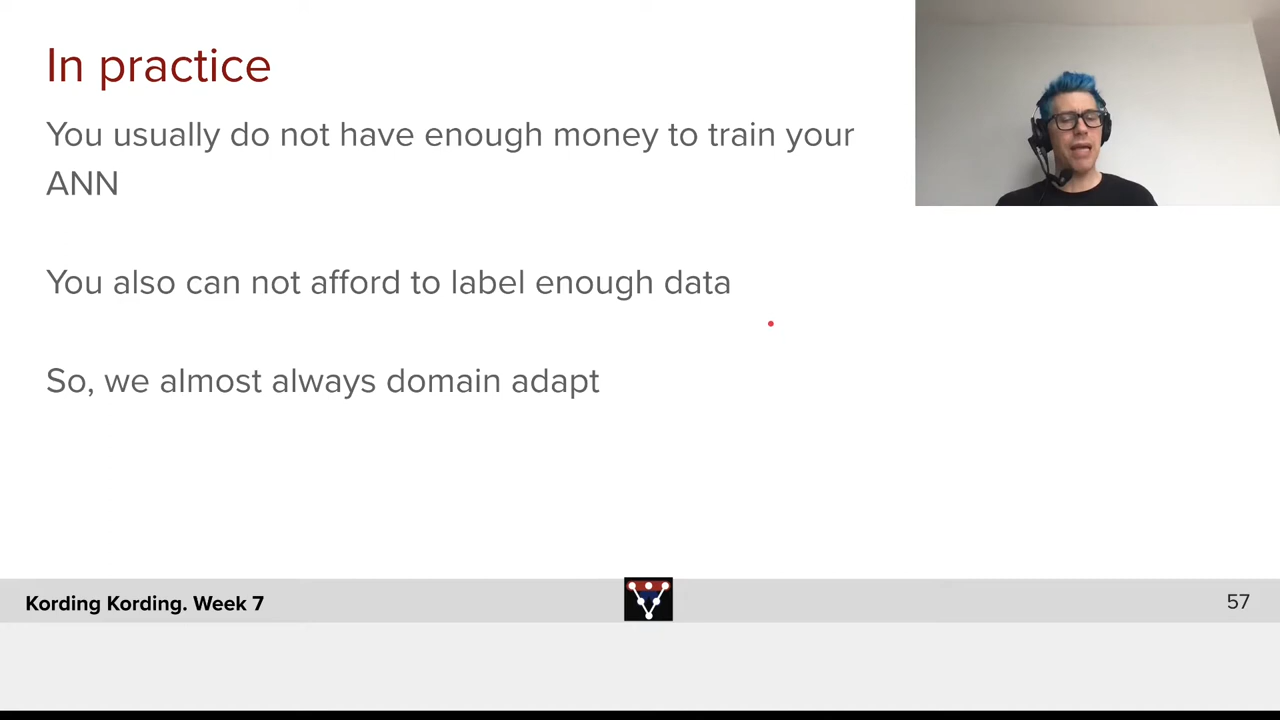 In practice
You usually do not have enough money to train your
ANN
You also can not afford to label enough data
So, we almost always domain adapt
Kording Kording. Week 7
57